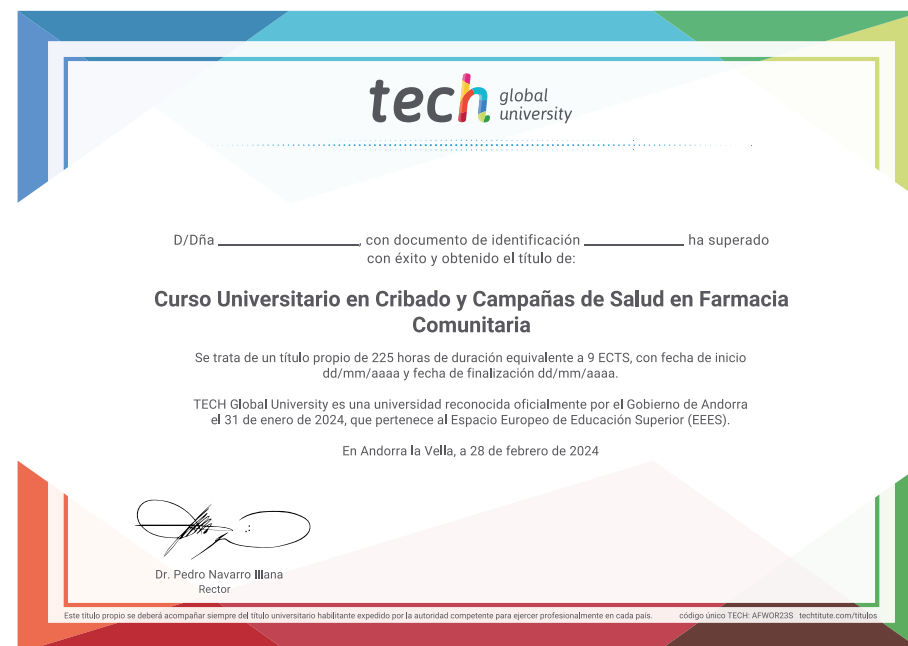 tech global university
D/Dña ____________________, con documento de identificación ______________ ha superado
con éxito y obtenido el título de:
Curso Universitario en Cribado y Campañas de Salud en Farmacia
Comunitaria
Se trata de un título propio de 225 horas de duración equivalente a 9 ECTS, con fecha de inicio
dd/mm/aaaa y fecha de finalización dd/mm/aaaa.
TECH Global University es una universidad reconocida oficialmente por el Gobierno de Andorra
el 31 de enero de 2024, que pertenece al Espacio Europeo de Educación Superior (EEES).
En Andorra la Vella, a 28 de febrero de 2024
Dr. Pedro Navarro Illana
Rector
Este título propio se deberá acompañar siempre del título universitario habilitante expedido por la autoridad competente para ejercer profesionalmente en cada país. código único TECH: AFWOR23S techtitute.com/titulos